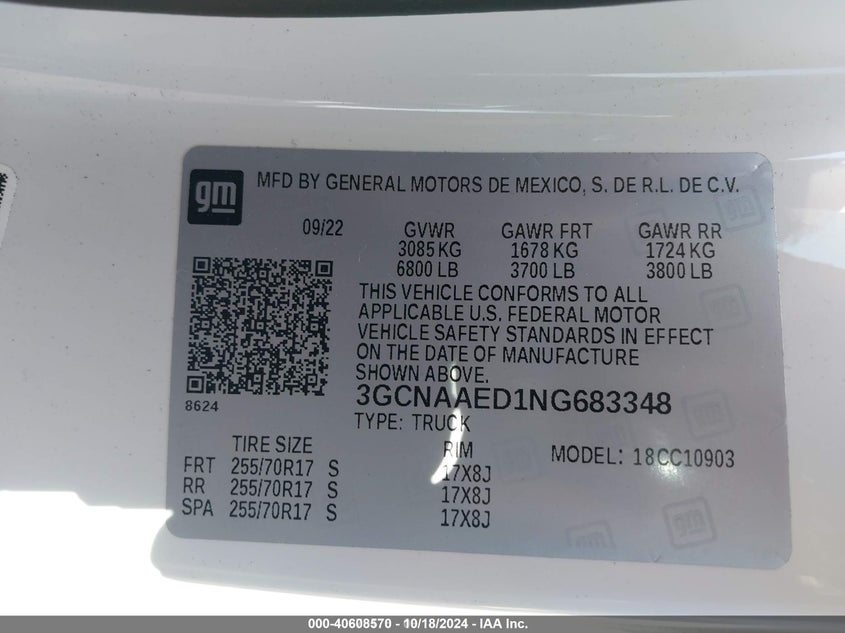 gm MFD BY GENERAL MOTORS DE MEXICO, S. DE R.L. DE C.V.
09/22 GVWR GAWR FRT GAWR RR
3085 KG 1678 KG 1724 KG
6800 LB 3700 LB 3800 LB
THIS VEHICLE CONFORMS TO ALL
APPLICABLE U.S. FEDERAL MOTOR
VEHICLE SAFETY STANDARDS IN EFFECT
ON THE DATE OF MANUFACTURE
SHOWN ABOVE.
8624
3GCNAAED1NG683348
TYPE: TRUCK
TIRE SIZE RIM MODEL: 18CC10903
FRT 255/70R17 S 17X8J
RR 255/70R17 S 17X8J
SPA 255/70R17 S 17X8J
gm
gm
gm
000-40608570 - 10/18/2024 - IAA Inc.